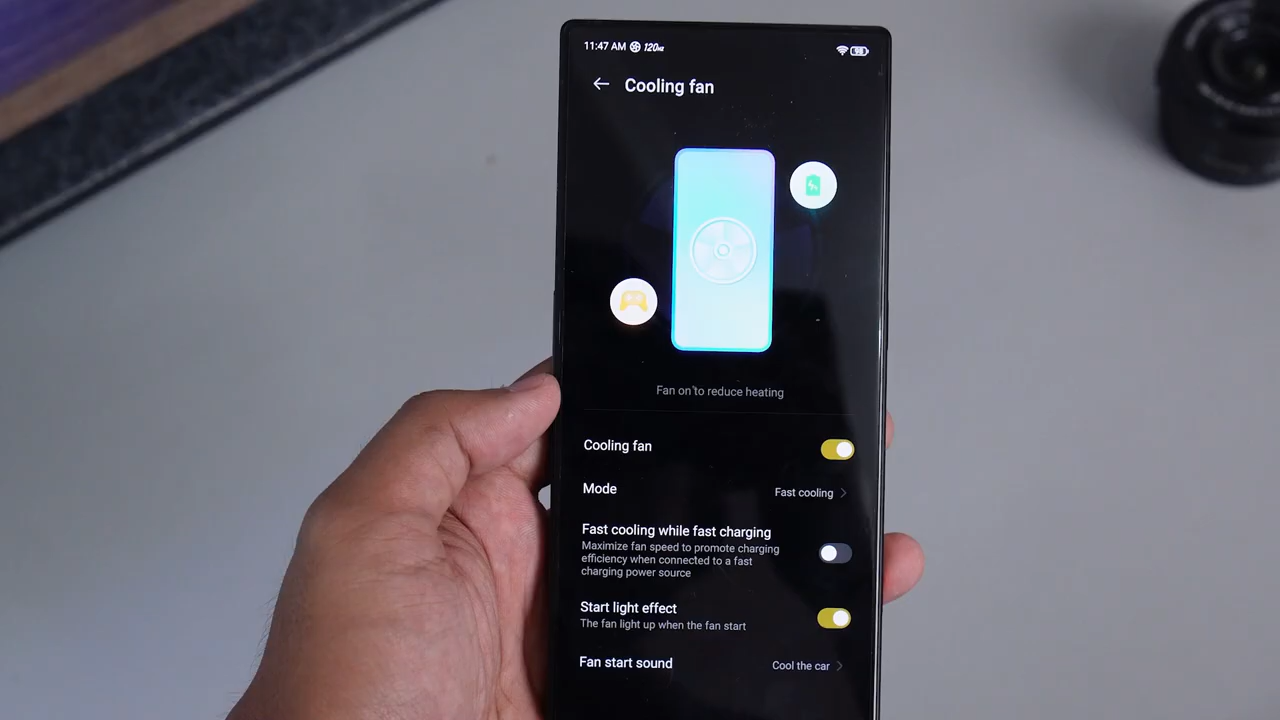 11:47 AM 120Hz
Cooling fan
Fan on to reduce heating
Cooling fan
Mode
Fast cooling
Fast cooling while fast charging
Maximize fan speed to promote charging
efficiency when connected to a fast
charging power source
Start light effect
The fan light up when the fan start
Fan start sound
Cool the car